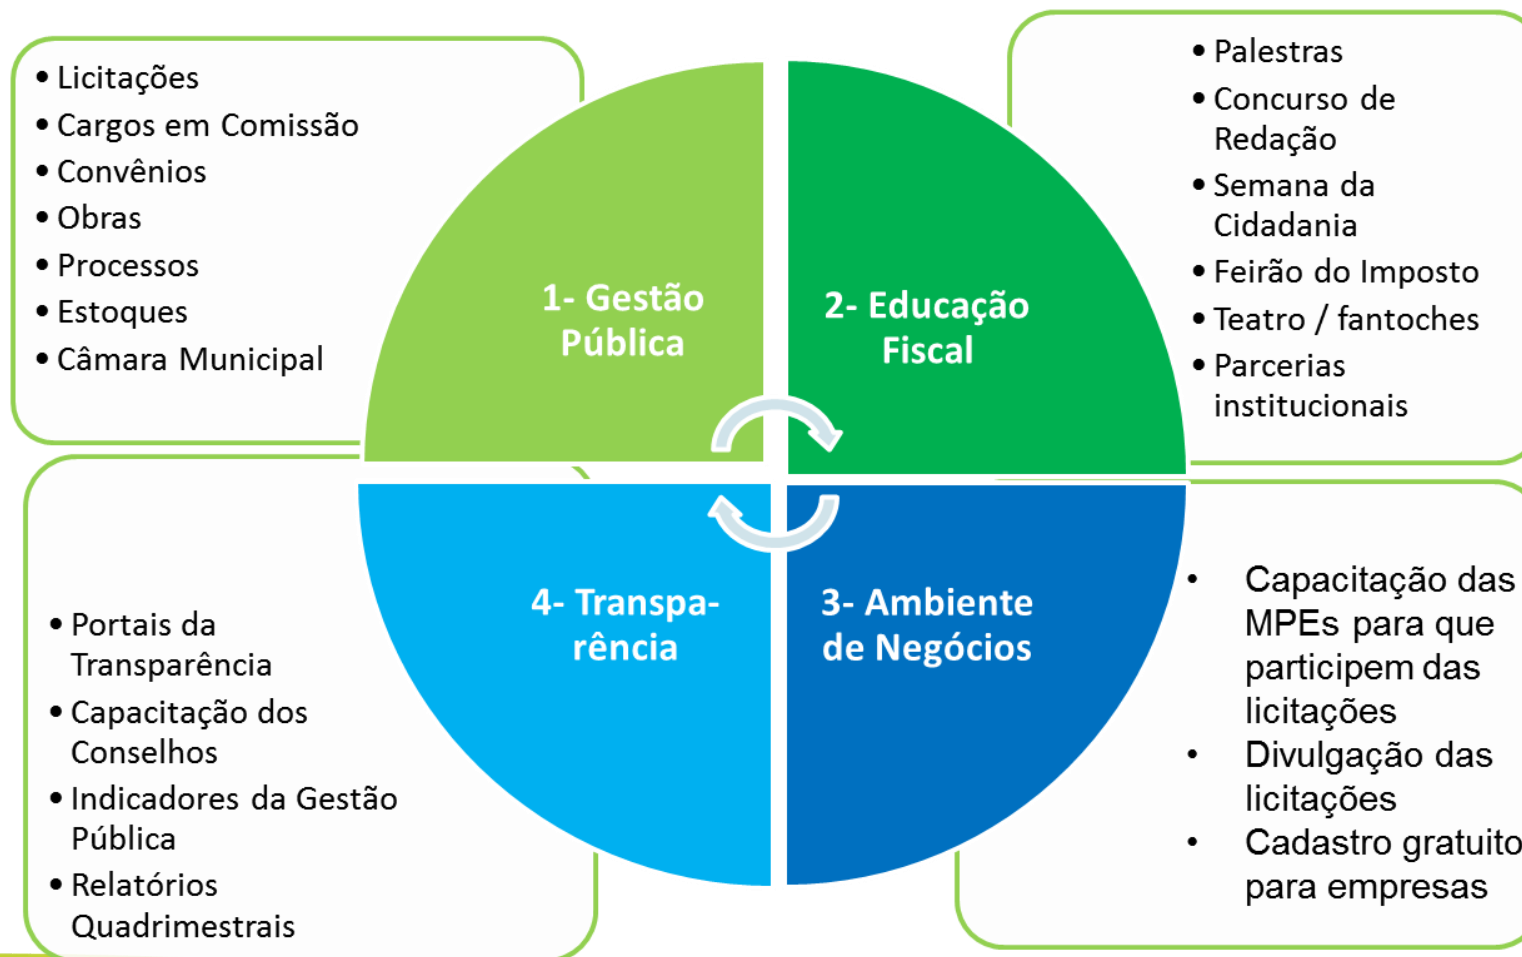 • Licitações
• Cargos em Comissão
• Convênios
• Obras
• Processos
• Estoques
• Câmara Municipal
1- Gestão
Pública
2- Educação
Fiscal
• Palestras
• Concurso de
Redação
• Semana da
Cidadania
• Feirão do Imposto
• Teatro / fantoches
• Parcerias
institucionais
• Portais da
Transparência
• Capacitação dos
Conselhos
• Indicadores da Gestão
Pública
• Relatórios
Quadrimestrais
4- Transpa-
rência
3- Ambiente
de Negócios
• Capacitação das
MPEs para que
participem das
licitações
• Divulgação das
licitações
• Cadastro gratuito
para empresas